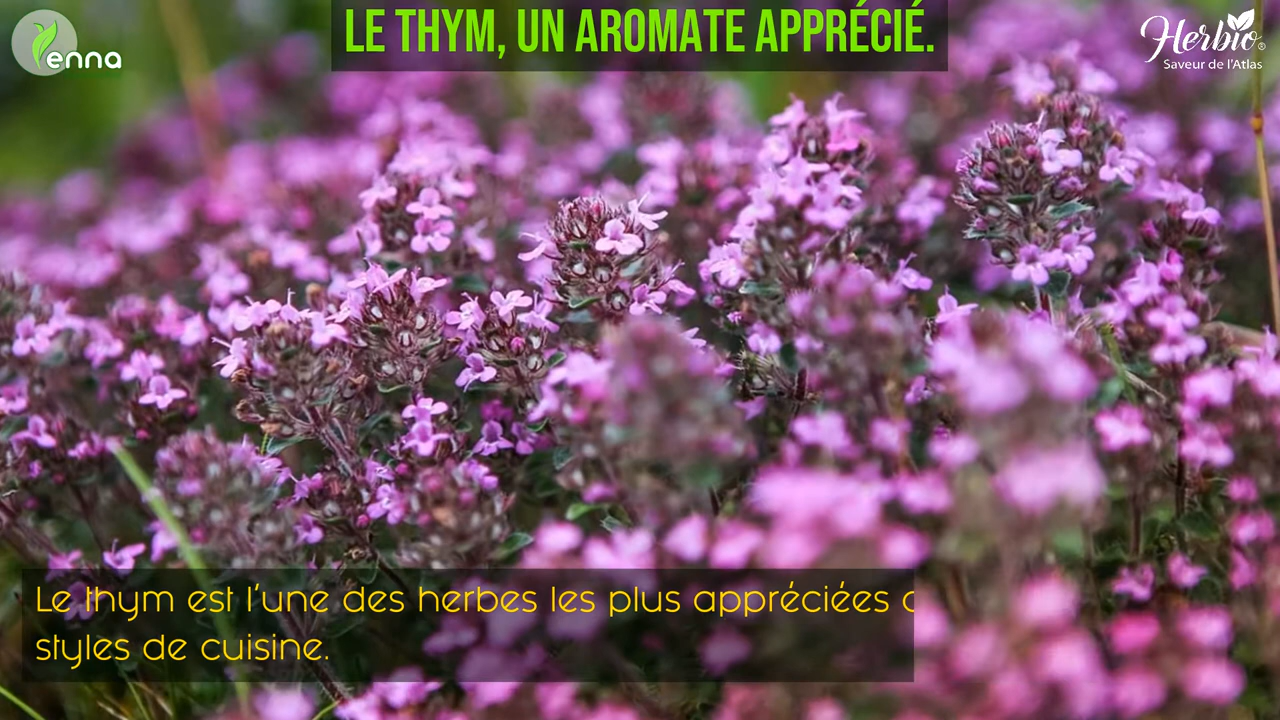 LE THYM, UN AROMATE APPRÉCIÉ.
enna
Herbio®
Saveur de l'Atlas
Le thym est l'une des herbes les plus appréciées
styles de cuisine.